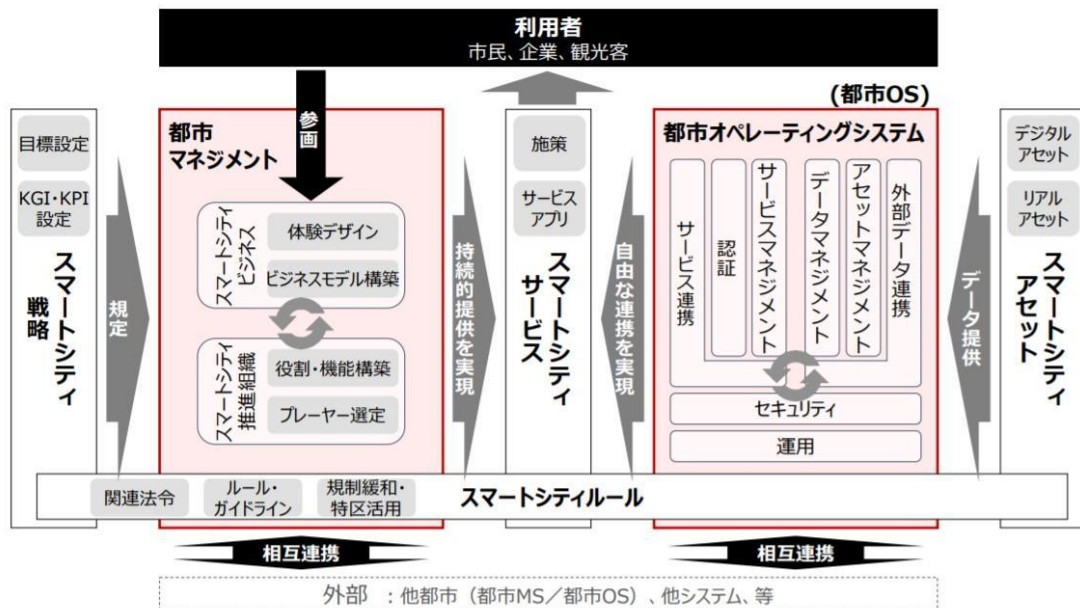 利用者
市民、企業、観光客
(都市OS)
参画
目標設定
KGI・KPI
設定
スマートシティ
戦略
規定
都市
マネジメント
スマートシティ
ビジネス
体験デザイン
ビジネスモデル構築
スマートシティ
推進組織
役割・機能構築
プレーヤー選定
持続的提供を実現
施策
サービス
アプリ
スマートシティ
サービス
自由な連携を実現
都市オペレーティングシステム
サービス連携
認証
サービスマネジメント
データマネジメント
アセットマネジメント
外部データ連携
セキュリティ
運用
データ提供
デジタル
アセット
リアル
アセット
スマートシティ
アセット
関連法令
ルール・
ガイドライン
規制緩和・
特区活用
スマートシティルール
相互連携
相互連携
外部 :他都市(都市MS/都市OS)、他システム、等